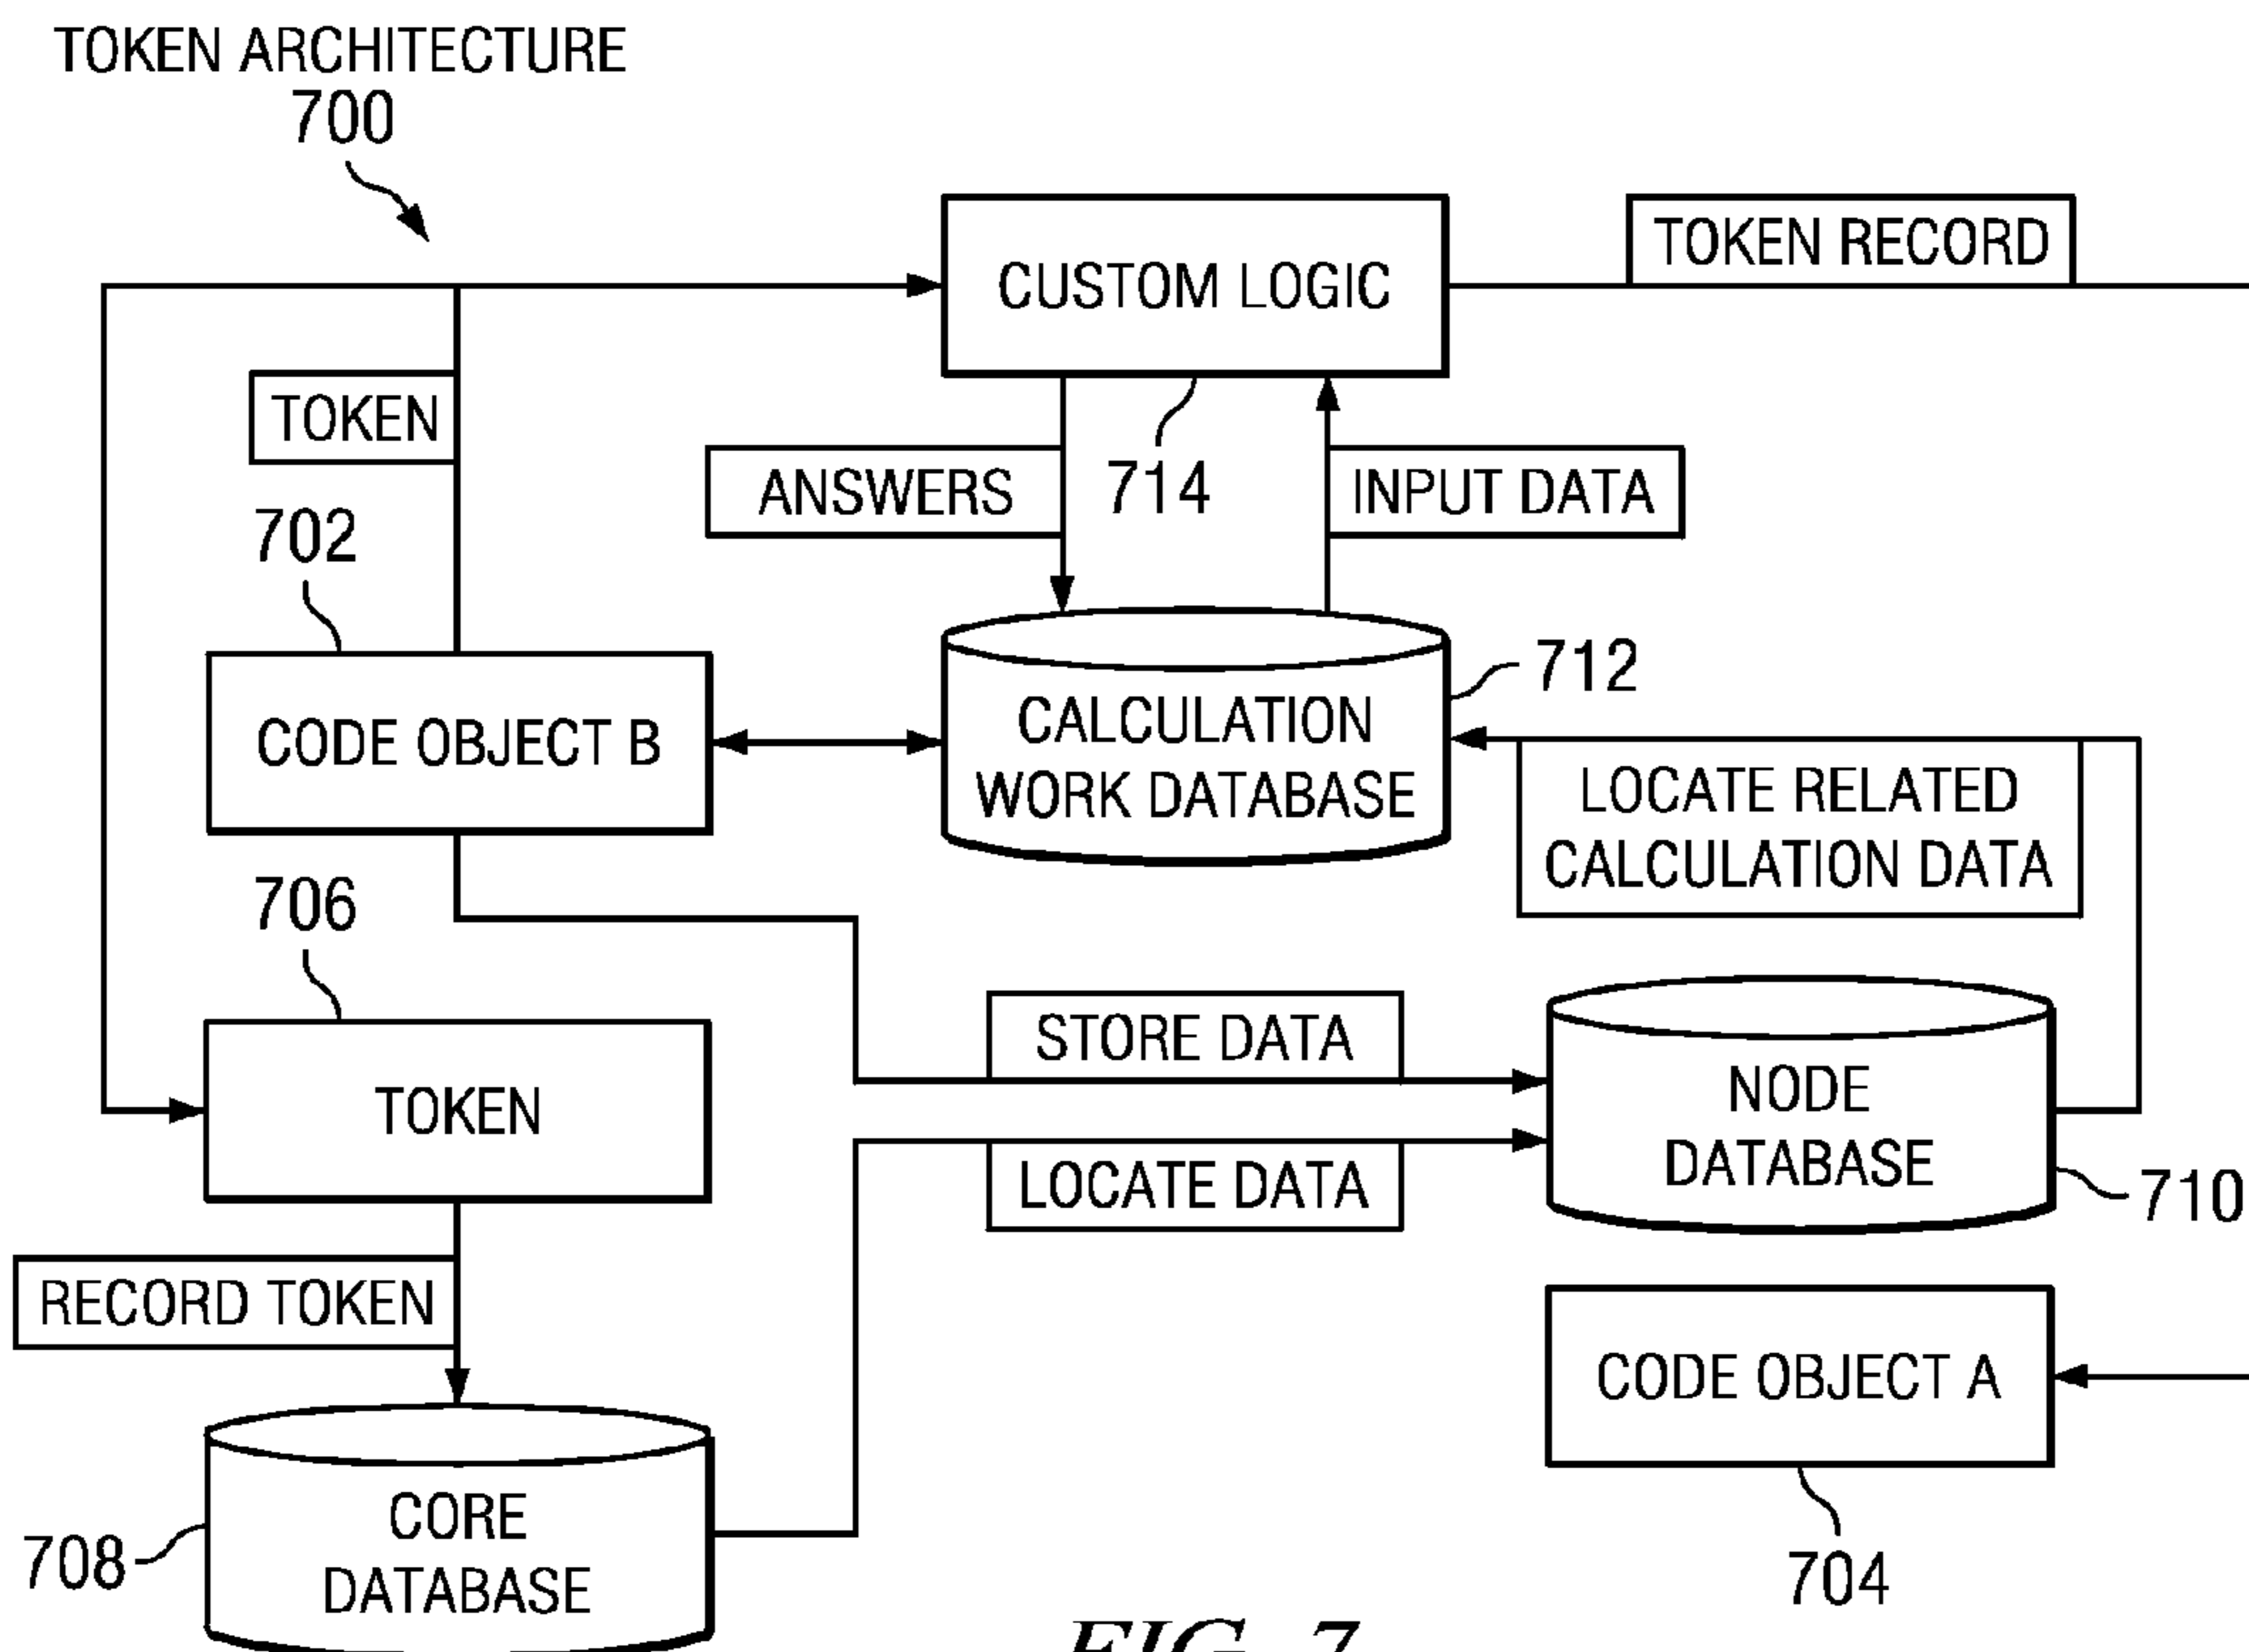 TOKEN ARCHITECTURE
700
CUSTOM LOGIC
TOKEN RECORD
TOKEN
ANSWERS
714
INPUT DATA
702
712
CODE OBJECT B
CALCULATION
WORK DATABASE
LOCATE RELATED
CALCULATION DATA
706
STORE DATA
TOKEN
NODE
DATABASE
LOCATE DATA
710
RECORD TOKEN
CODE OBJECT A
CORE
DATABASE
708
704
FIG. 7